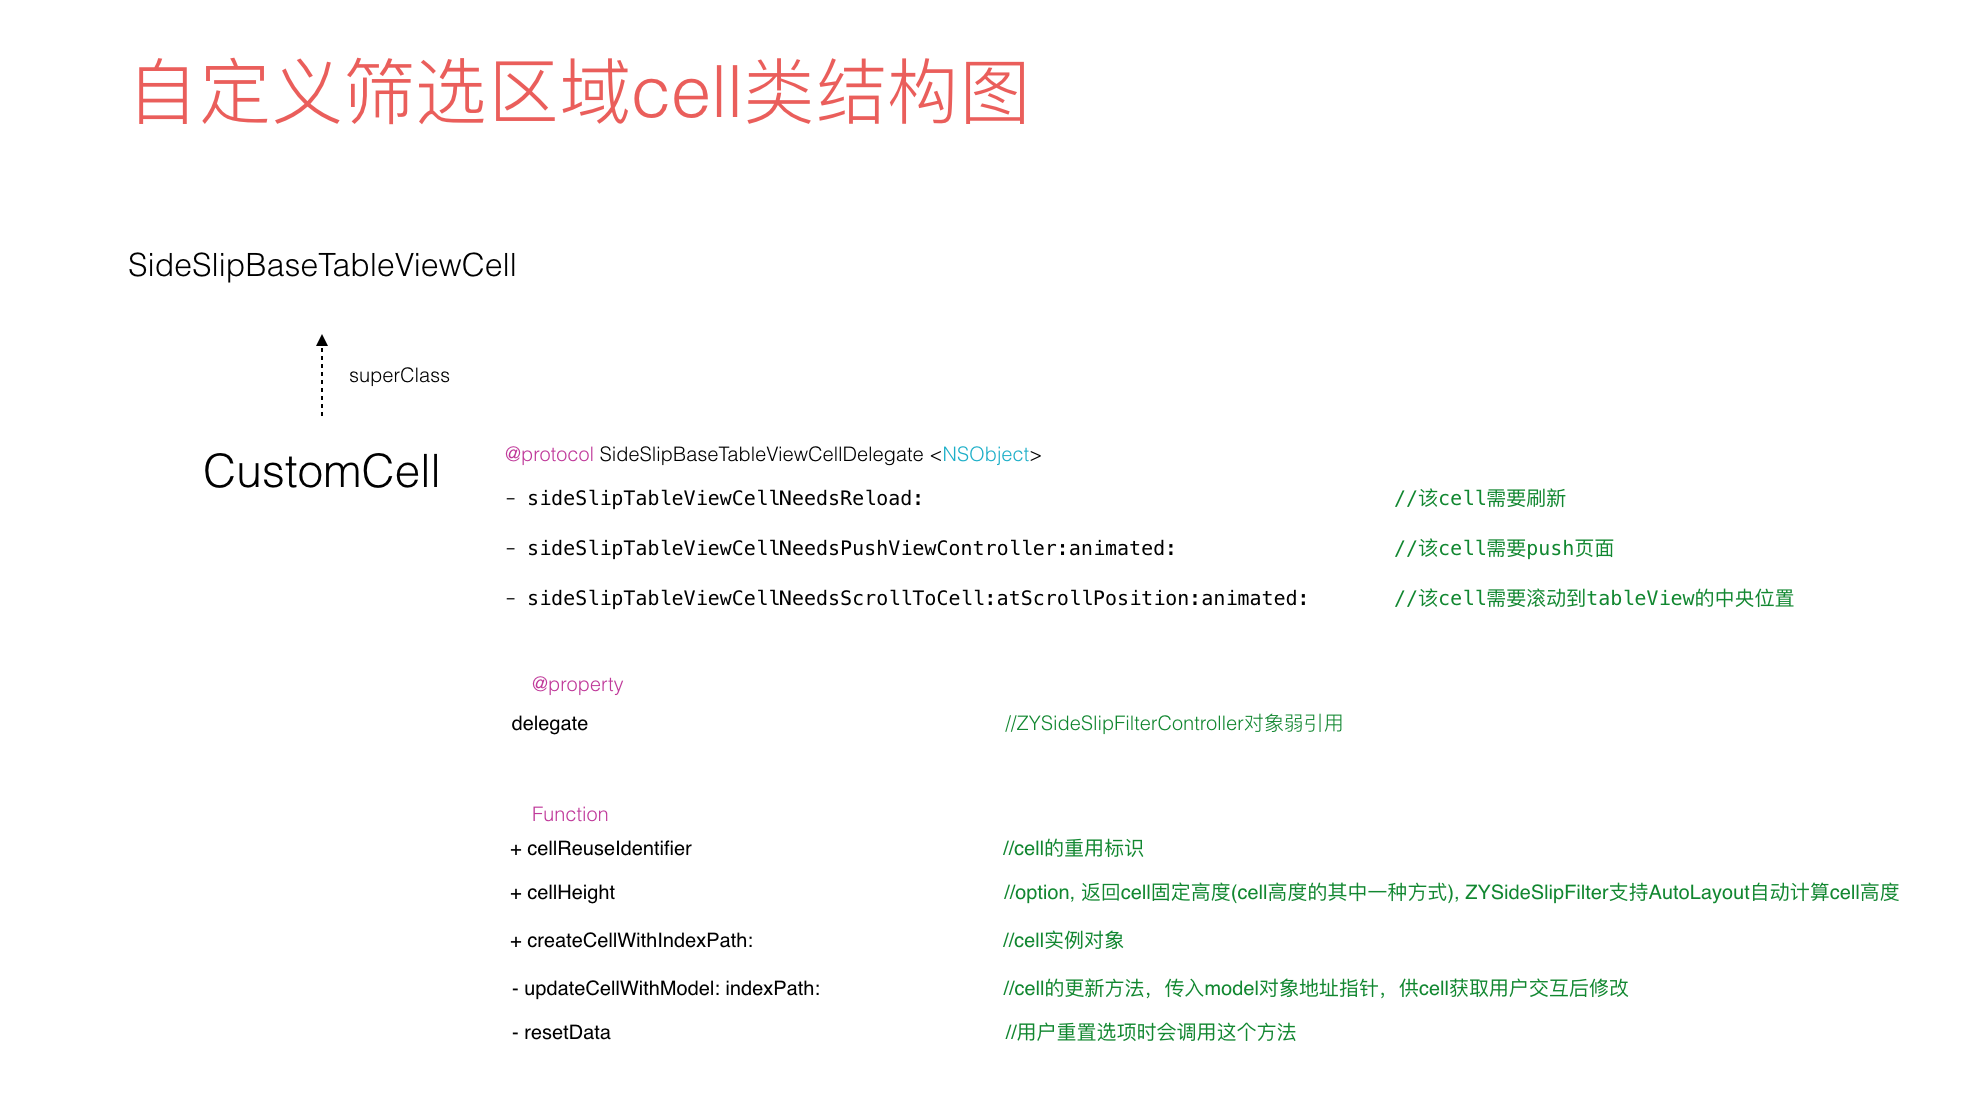 自定义筛选区域cell类结构图
SideSlipBaseTableViewCell
superClass
CustomCell
@protocol SideSlipBaseTableViewCellDelegate <NSObject>
- sideSlipTableViewCellNeedsReload: //该cell需要刷新
- sideSlipTableViewCellNeedsPushViewController:animated: //该cell需要push页面
- sideSlipTableViewCellNeedsScrollToCell:atScrollPosition:animated: //该cell需要滚动到tableView的中央位置
@property
delegate //ZYSideSlipFilterController对象弱引用
Function
+ cellReuseIdentifier //cell的重用标识
+ cellHeight //option, 返回cell固定高度(cell高度的其中一种方式), ZYSideSlipFilter支持AutoLayout自动计算cell高度
+ createCellWithIndexPath: //cell实例对象
- updateCellWithModel: indexPath: //cell的更新方法，传入model对象地址指针，供cell获取用户交互后修改
- resetData //用户重置选项时会调用这个方法